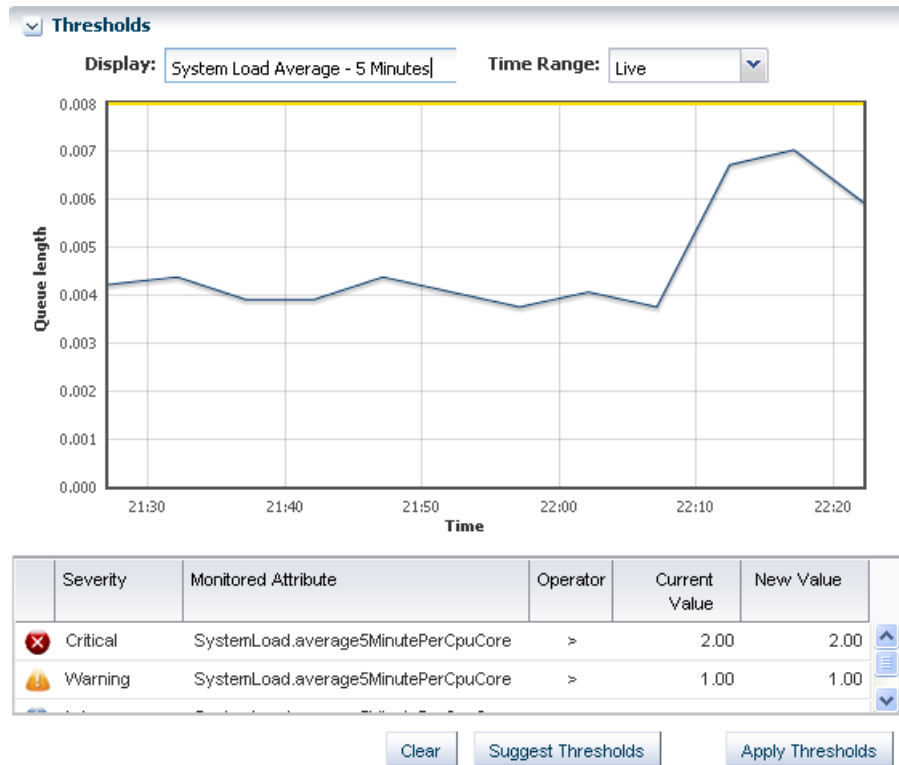 Thresholds
Display: System Load Average - 5 Minutes Time Range: Live
0.008
0.007
0.006
0.005
0.004
0.003
0.002
0.001
0.000
Queue length
21:30 21:40 21:50 22:00 22:10 22:20
Time
Severity Monitored Attribute Operator Current Value New Value
Critical SystemLoad.average5MinutePerCpuCore > 2.00 2.00
Warning SystemLoad.average5MinutePerCpuCore > 1.00 1.00
Clear Suggest Thresholds Apply Thresholds